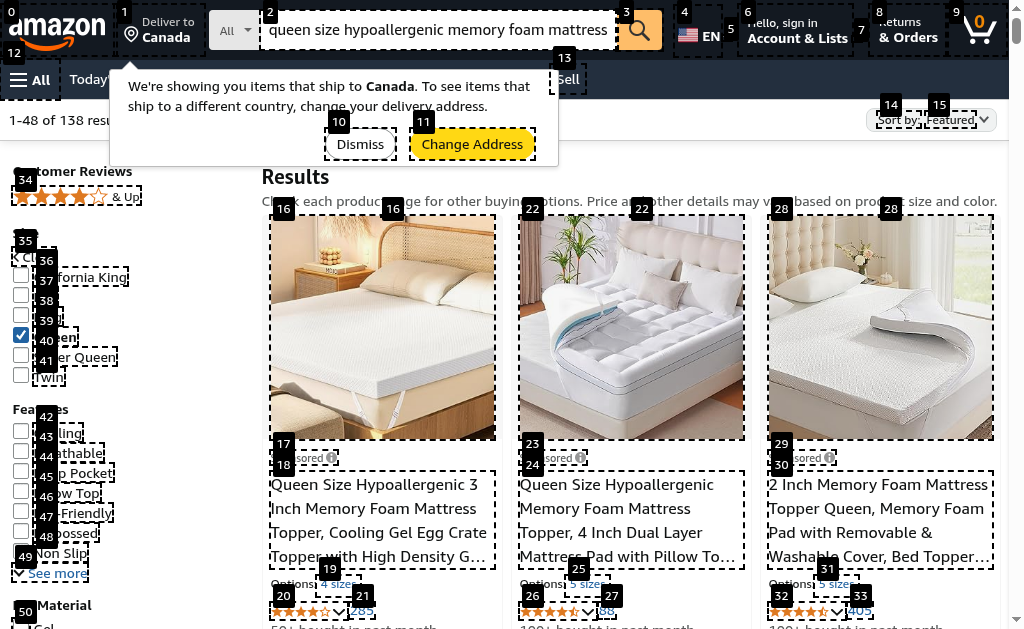 0
1
2
3
4
5
6
7
8
9
amazon
Deliver to
Canada
All
queen size hypoallergenic memory foam mattress
EN
Hello, sign in
Account & Lists
Returns
& Orders
0
12
All
Today'
13
Sell
We're showing you items that ship to Canada. To see items that
ship to a different country, change your delivery address.
10
Dismiss
11
Change Address
1-48 of 138 resu
14
15
Sort by:
Featured
Customer Reviews
34
& Up
35
36
37
California King
38
39
40
Queen
41
Super Queen
Twin
Features
42
43
Cooling
44
Breathable
45
Deep Pocket
46
Pillow Top
47
Eco-Friendly
48
Embossed
49
Non Slip
See more
Material
50
Gel
Results
Check each product page for other buying options. Price and other details may vary based on product size and color.
16
16
22
22
28
28
17
Sponsored
18
Queen Size Hypoallergenic 3
Inch Memory Foam Mattress
Topper, Cooling Gel Egg Crate
Topper with High Density G...
19
Options: 4 sizes
20
21
285
50+ bought in past month
23
Sponsored
24
Queen Size Hypoallergenic
Memory Foam Mattress
Topper, 4 Inch Dual Layer
Mattress Pad with Pillow To...
25
Options: 5 sizes
26
27
88
100+ bought in past month
29
Sponsored
30
2 Inch Memory Foam Mattress
Topper Queen, Memory Foam
Pad with Removable &
Washable Cover, Bed Topper...
31
Options: 5 sizes
32
33
405
100+ bought in past month